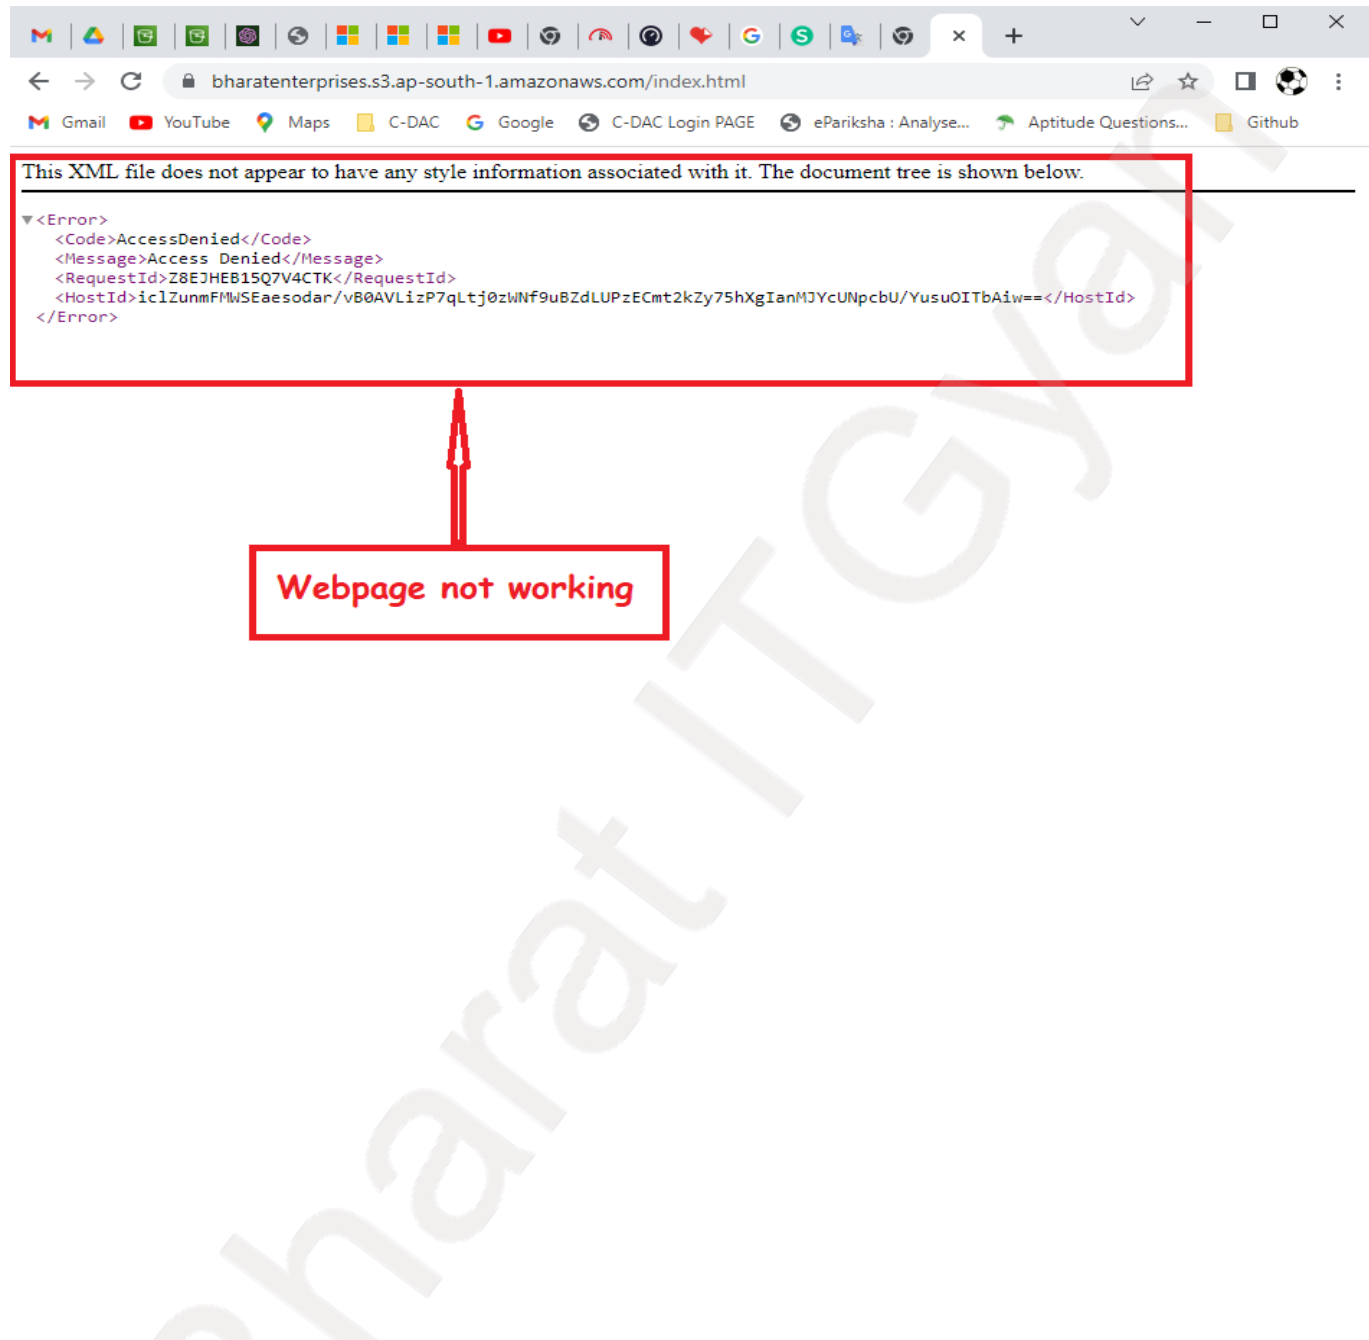 bharatenterprises.s3.ap-south-1.amazonaws.com/index.html
Gmail YouTube Maps C-DAC Google C-DAC Login PAGE ePariksha : Analyse... Aptitude Questions... Github
This XML file does not appear to have any style information associated with it. The document tree is shown below.
▼<Error>
<Code>AccessDenied</Code>
<Message>Access Denied</Message>
<RequestId>Z8EJHEB15Q7V4CTK</RequestId>
<HostId>iclZunmFMWSEaesodar/vB0AVLizP7qLtj0zWNf9uBZdLUPzECmt2kZy75hXgIanMJYcUNpcbU/YusuOITbAiw==</HostId>
</Error>
Webpage not working
Bharat ITGyan